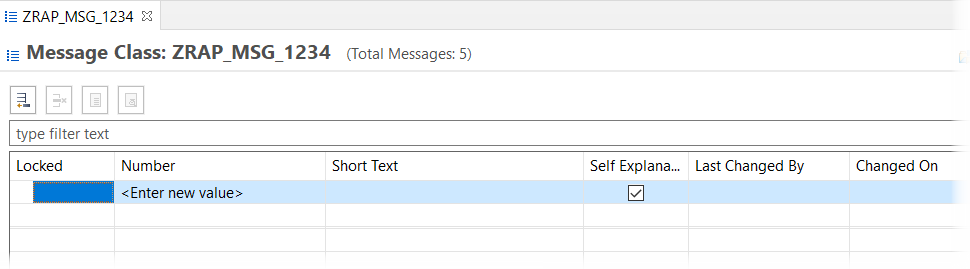 ZRAP_MSG_1234
Message Class: ZRAP_MSG_1234 (Total Messages: 5)
type filter text
Locked Number Short Text Self Explana... Last Changed By Changed On
<Enter new value>